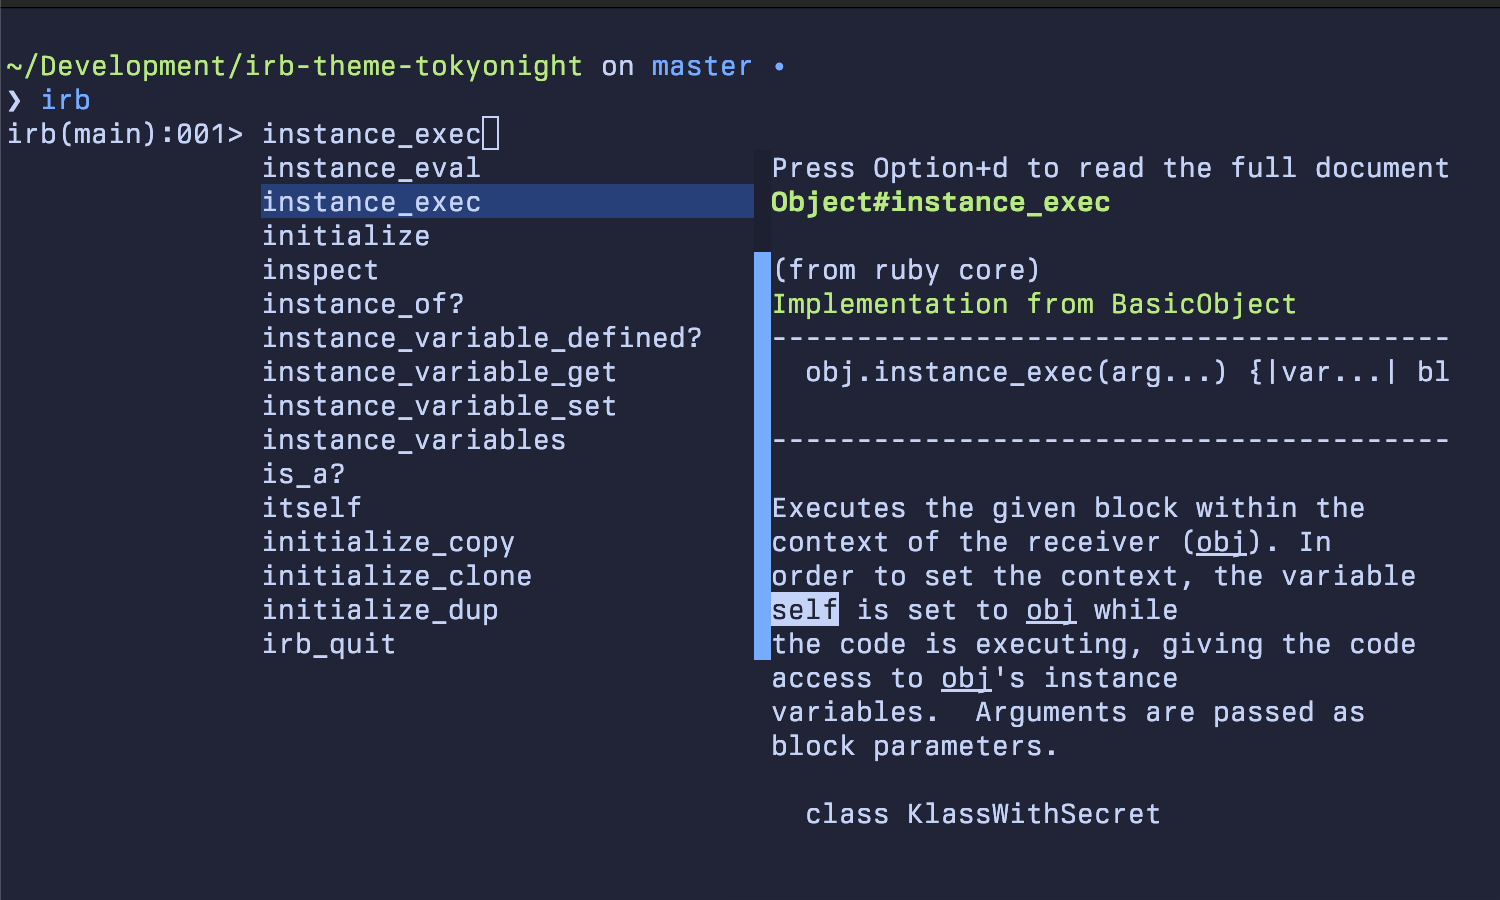 ~/Development/irb-theme-tokyonight on master •
❯ irb
irb(main):001> instance_exec
instance_eval
instance_exec
initialize
inspect
instance_of?
instance_variable_defined?
instance_variable_get
instance_variable_set
instance_variables
is_a?
itself
initialize_copy
initialize_clone
initialize_dup
irb_quit
Press Option+d to read the full document
Object#instance_exec
(from ruby core)
Implementation from BasicObject
----------------------------------------
  obj.instance_exec(arg...) {|var...| bl
----------------------------------------
Executes the given block within the
context of the receiver (obj). In
order to set the context, the variable
self is set to obj while
the code is executing, giving the code
access to obj's instance
variables.  Arguments are passed as
block parameters.
  class KlassWithSecret